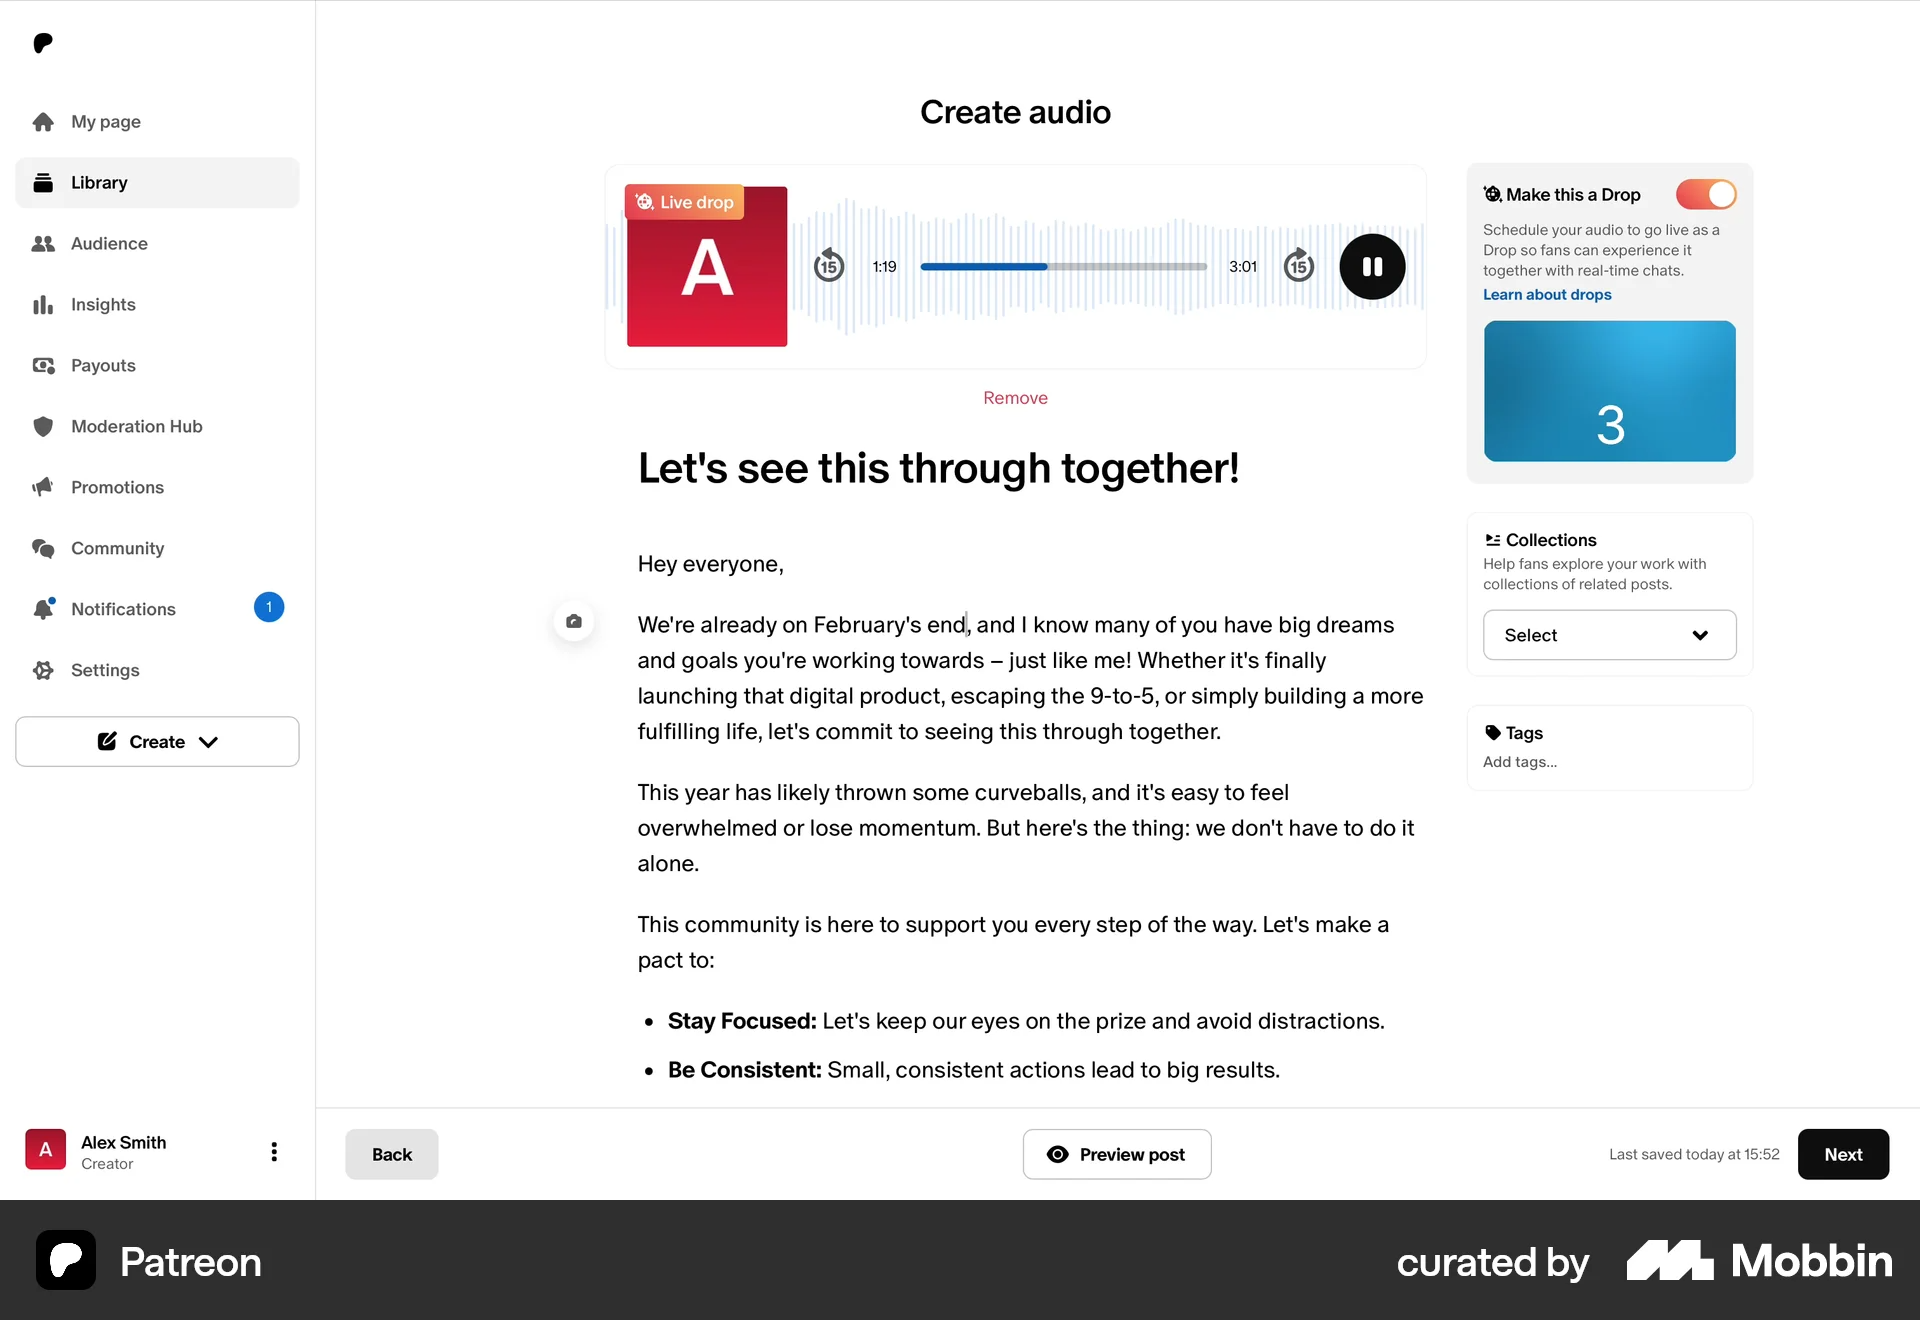 My page
Library
Audience
Insights
Payouts
Moderation Hub
Promotions
Community
Notifications 1
Settings
Create
A
Alex Smith
Creator
Create audio
Live drop
A
15
1:19
3:01
15
Remove
Let's see this through together!
Hey everyone,
We're already on February's end, and I know many of you have big dreams
and goals you're working towards – just like me! Whether it's finally
launching that digital product, escaping the 9-to-5, or simply building a more
fulfilling life, let's commit to seeing this through together.
This year has likely thrown some curveballs, and it's easy to feel
overwhelmed or lose momentum. But here's the thing: we don't have to do it
alone.
This community is here to support you every step of the way. Let's make a
pact to:
• Stay Focused: Let's keep our eyes on the prize and avoid distractions.
• Be Consistent: Small, consistent actions lead to big results.
Make this a Drop
Schedule your audio to go live as a
Drop so fans can experience it
together with real-time chats.
Learn about drops
3
Collections
Help fans explore your work with
collections of related posts.
Select
Tags
Add tags...
Back
Preview post
Last saved today at 15:52
Next
Patreon
curated by
Mobbin